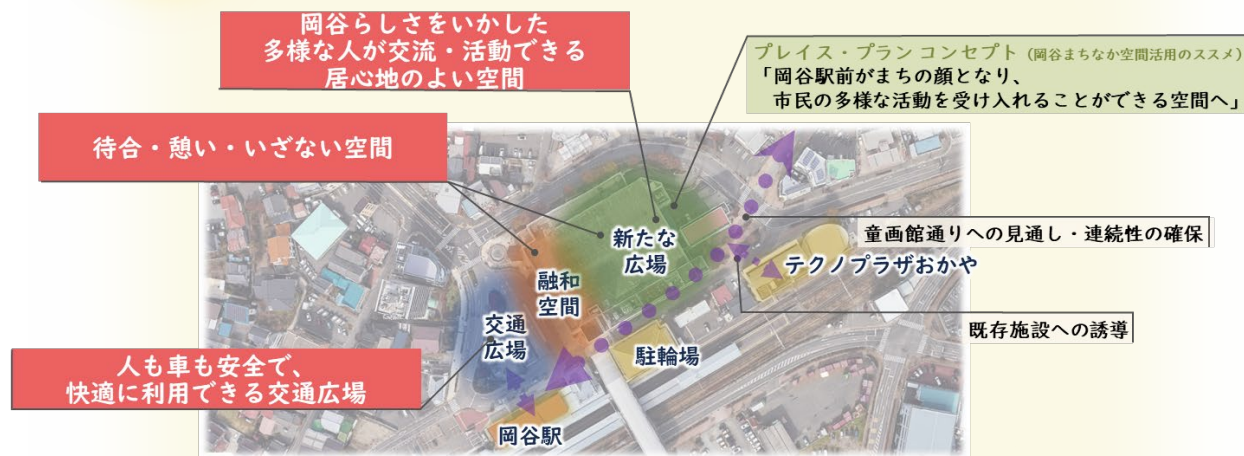 岡谷らしさをいかした
多様な人が交流・活動できる
居心地のよい空間
プレイス・プラン コンセプト（岡谷まちなか空間活用のススメ）
「岡谷駅前がまちの顔となり、
市民の多様な活動を受け入れることができる空間へ」
待合・憩い・いざない空間
新たな
広場
童画館通りへの見通し・連続性の確保
テクノプラザおかや
融和
空間
交通
広場
駐輪場
既存施設への誘導
人も車も安全で、
快適に利用できる交通広場
岡谷駅